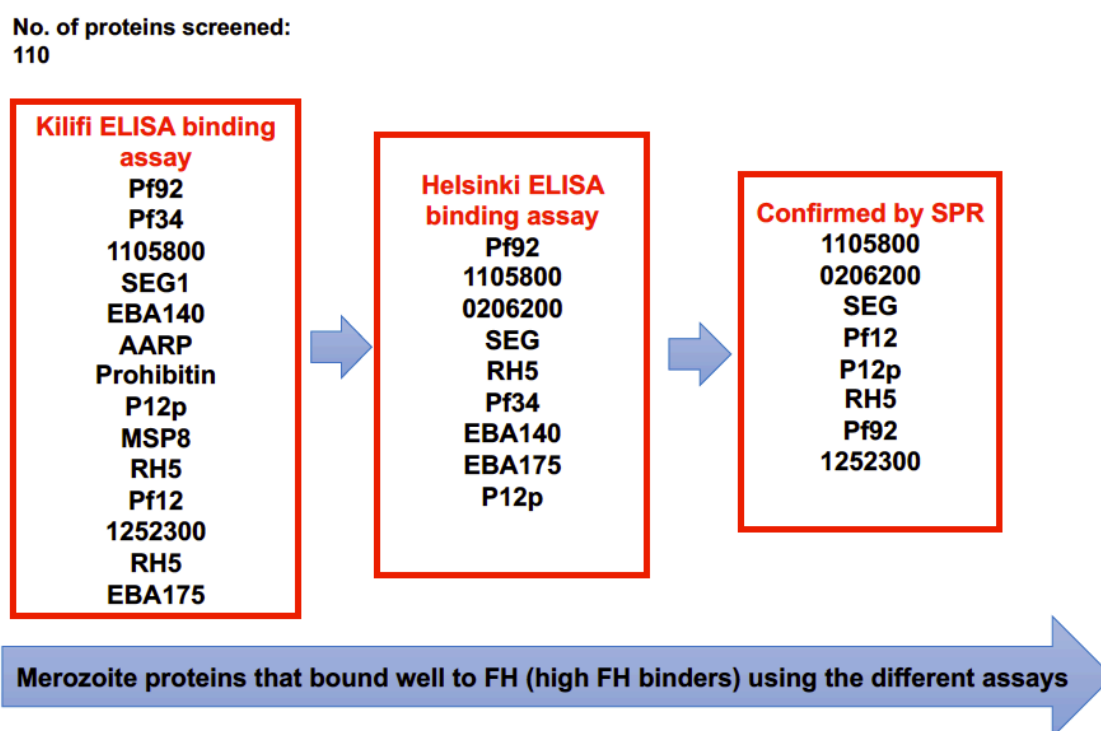 No. of proteins screened:
110
Kilifi ELISA binding
assay
Pf92
Pf34
1105800
SEG1
EBA140
AARP
Prohibitin
P12p
MSP8
RH5
Pf12
1252300
RH5
EBA175
Helsinki ELISA
binding assay
Pf92
1105800
0206200
SEG
RH5
Pf34
EBA140
EBA175
P12p
Confirmed by SPR
1105800
0206200
SEG
Pf12
P12p
RH5
Pf92
1252300
Merozoite proteins that bound well to FH (high FH binders) using the different assays